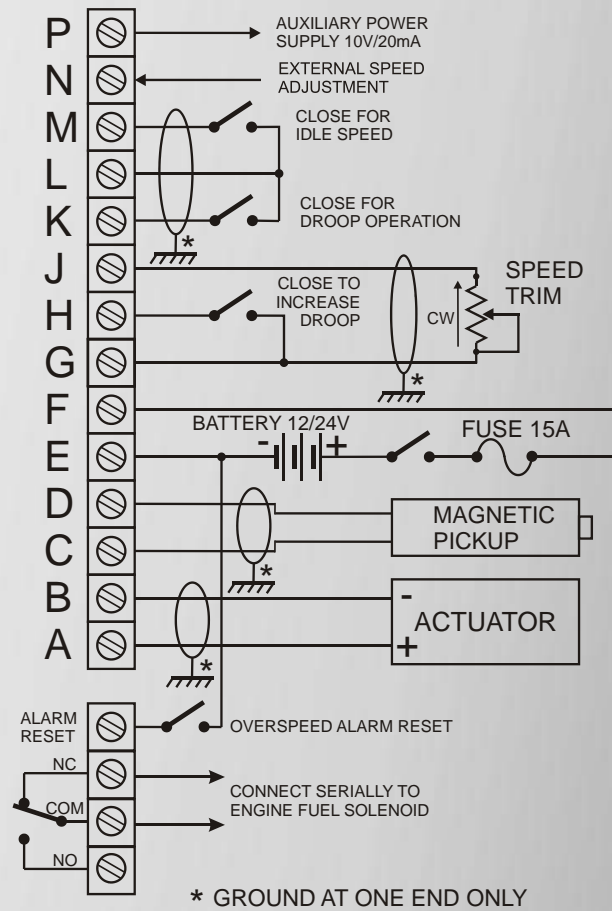 P
AUXILIARY POWER
SUPPLY 10V/20mA
N
EXTERNAL SPEED
ADJUSTMENT
M
CLOSE FOR
IDLE SPEED
L
K
CLOSE FOR
DROOP OPERATION
*
J
SPEED
TRIM
CLOSE TO
INCREASE
DROOP
CW
H
G
*
F
BATTERY 12/24V
FUSE 15A
E
- +
D
MAGNETIC
PICKUP
C
*
B
-
ACTUATOR
A
+
*
ALARM
RESET
OVERSPEED ALARM RESET
NC
CONNECT SERIALLY TO
ENGINE FUEL SOLENOID
COM
NO
* GROUND AT ONE END ONLY